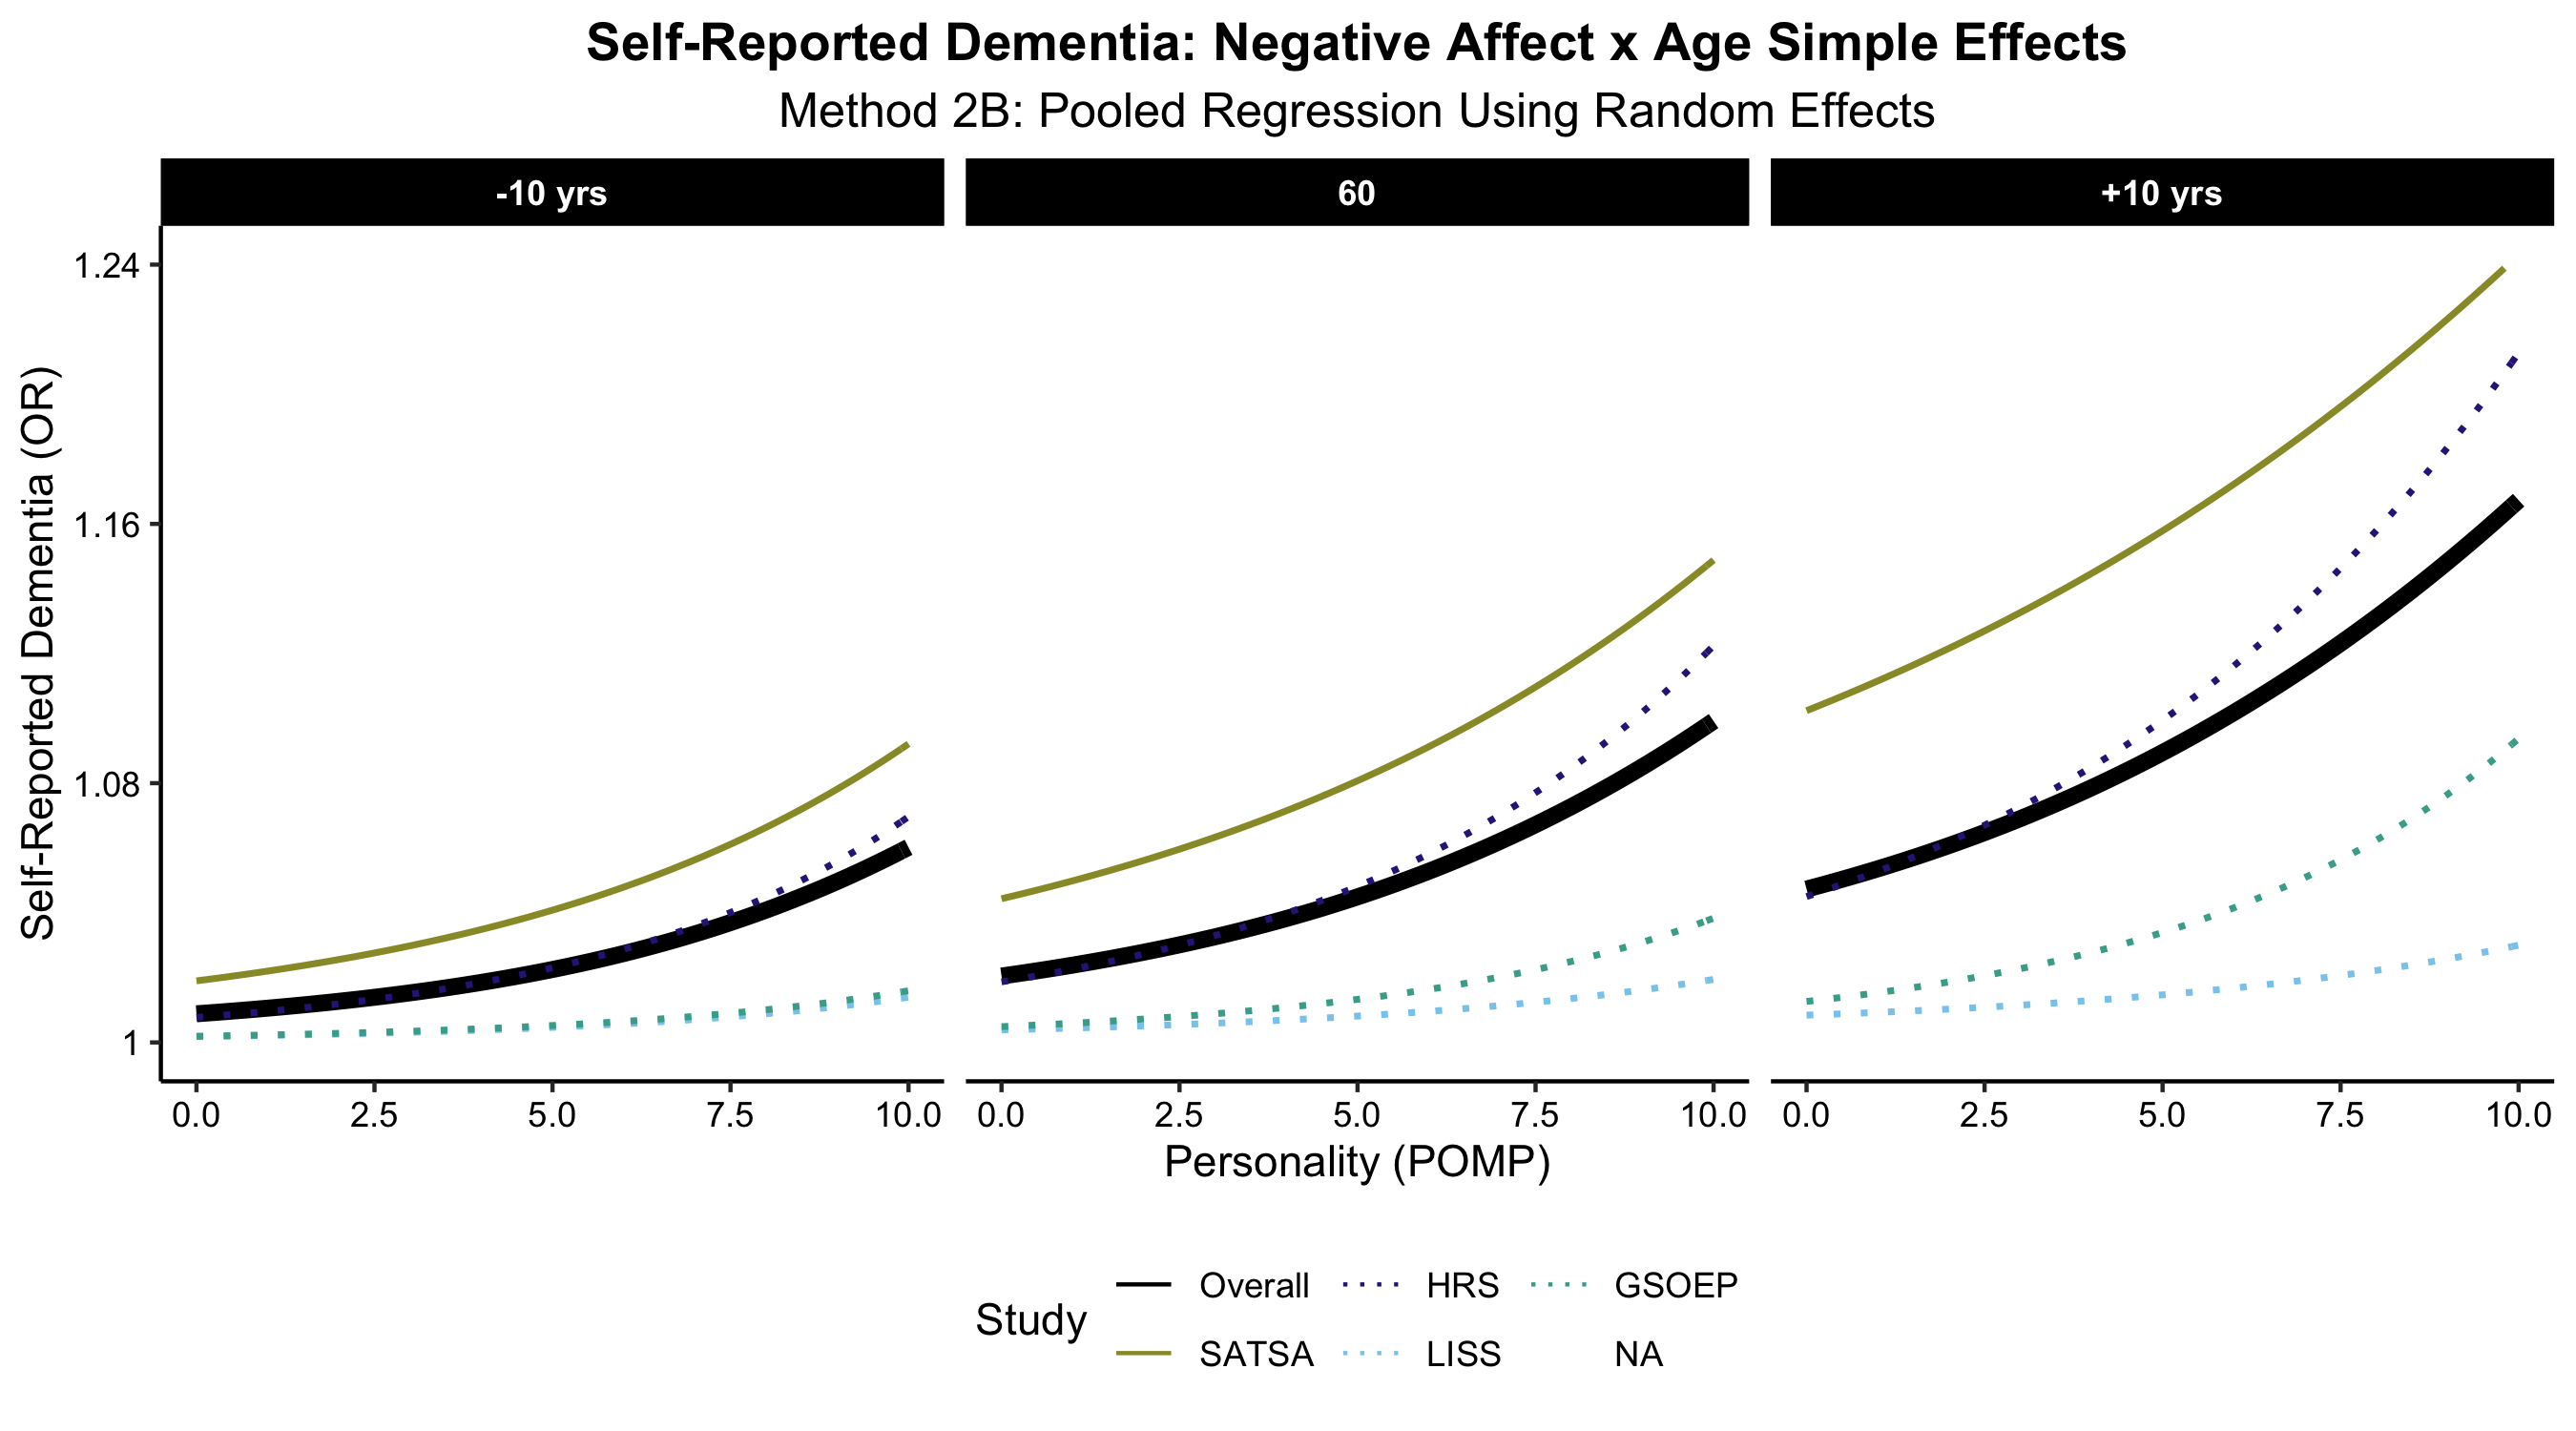 Self-Reported Dementia: Negative Affect x Age Simple Effects
Method 2B: Pooled Regression Using Random Effects
-10 yrs
60
+10 yrs
Self-Reported Dementia (OR)
1.24
1.16
1.08
1
0.0 2.5 5.0 7.5 10.0
0.0 2.5 5.0 7.5 10.0
0.0 2.5 5.0 7.5 10.0
Personality (POMP)
Study
Overall HRS GSOEP
SATSA LISS NA